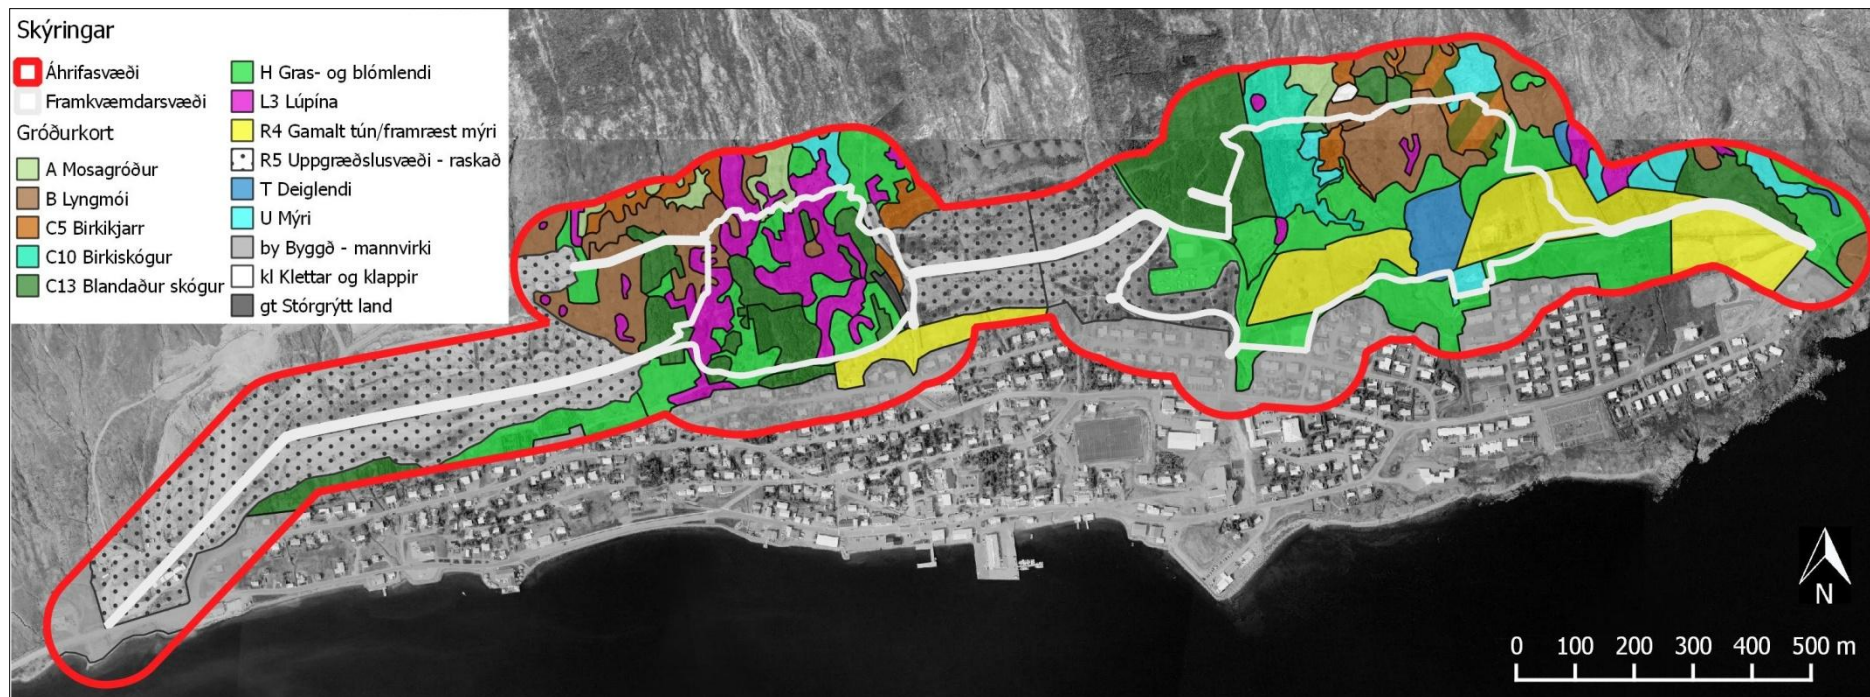 Skýringar
Áhrifasvæði
Framkvæmdarsvæði
Gróðurkort
A Mosagróður
B Lyngmói
C5 Birkikjarr
C10 Birkiskógur
C13 Blandaður skógur
H Gras- og blómlendi
L3 Lúpína
R4 Gamalt tún/framræst mýri
R5 Uppgræðslusvæði - raskað
T Deiglendi
U Mýri
by Byggð - mannvirki
kl Klettar og klappir
gt Stórgrýtt land
N
0 100 200 300 400 500 m